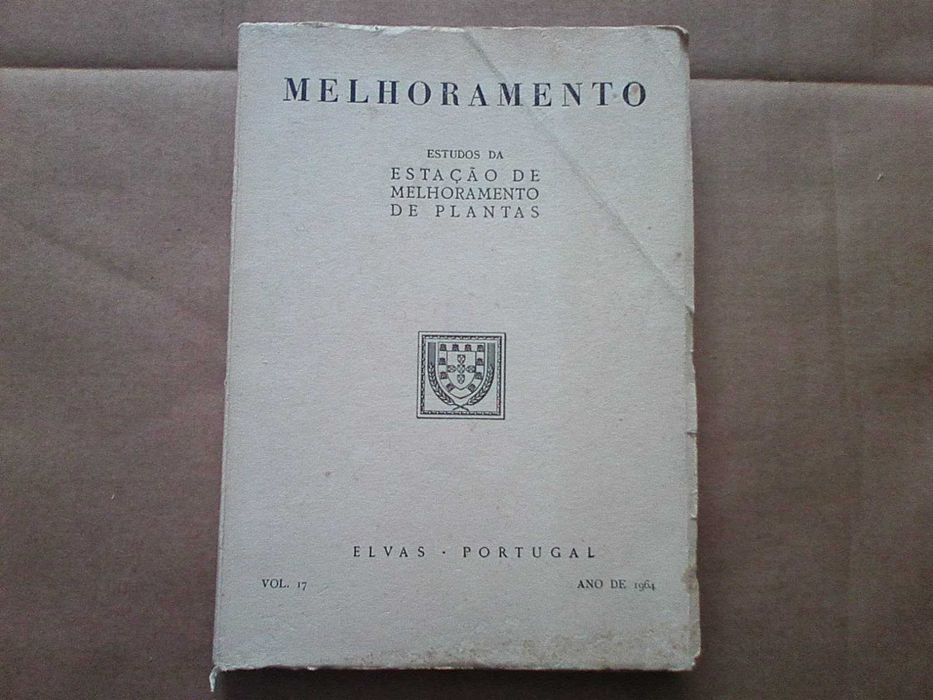 MELHORAMENTO
ESTUDOS DA
ESTAÇÃO DE
MELHORAMENTO
DE PLANTAS
ELVAS · PORTUGAL
VOL. 17
ANO DE 1964